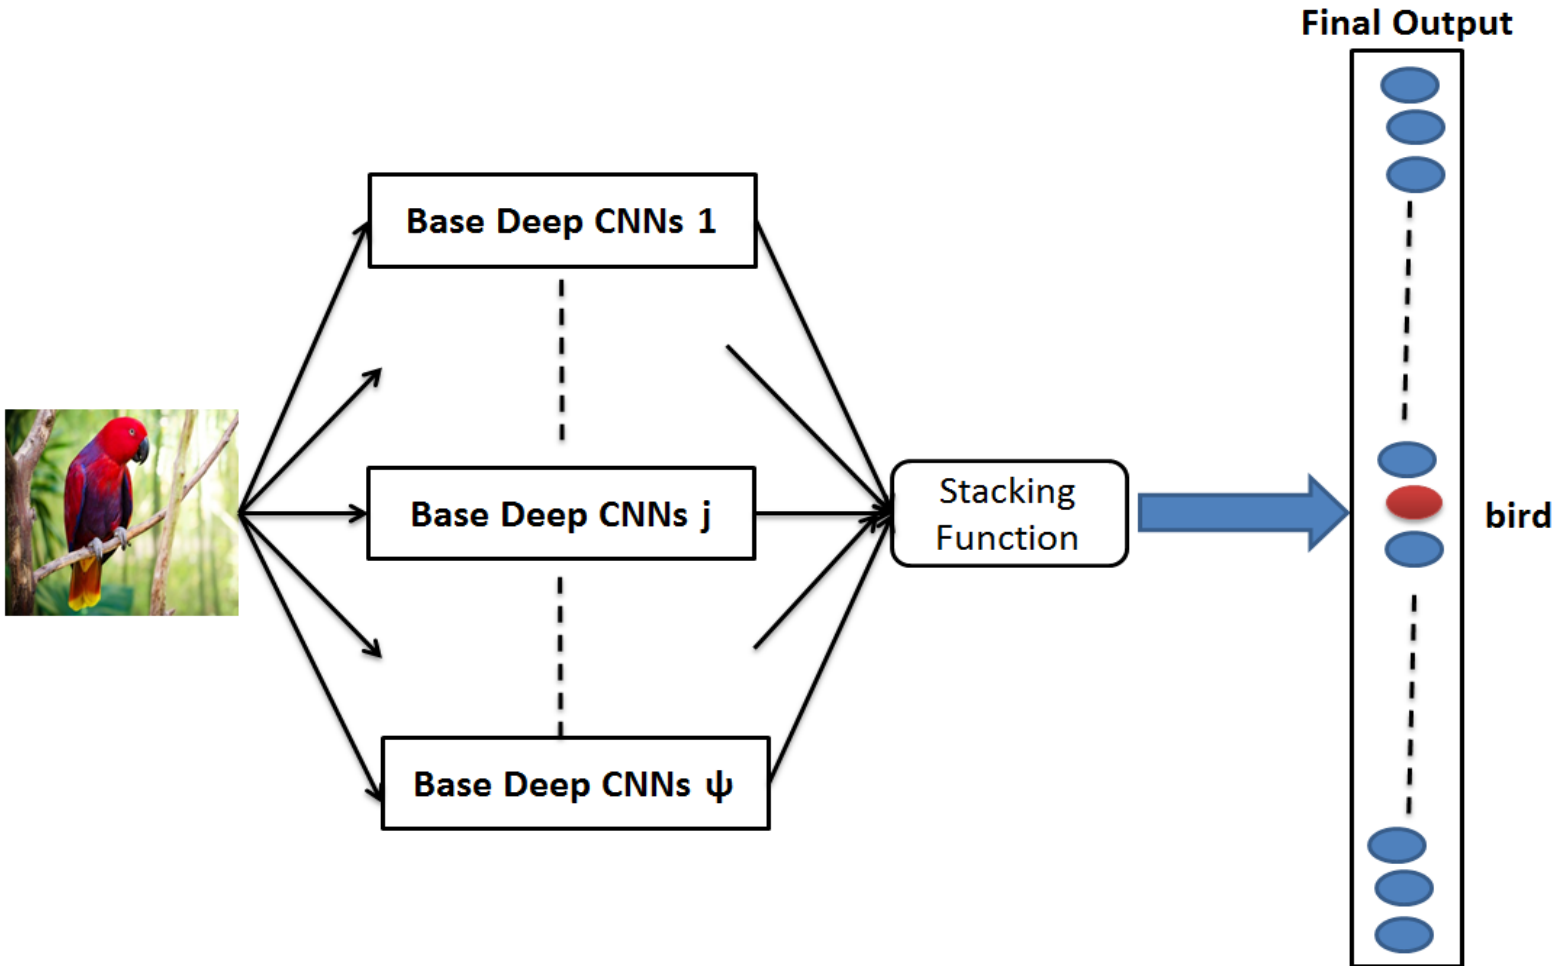 Final Output
Base Deep CNNs 1
Base Deep CNNs j
Stacking
Function
bird
Base Deep CNNs ψ